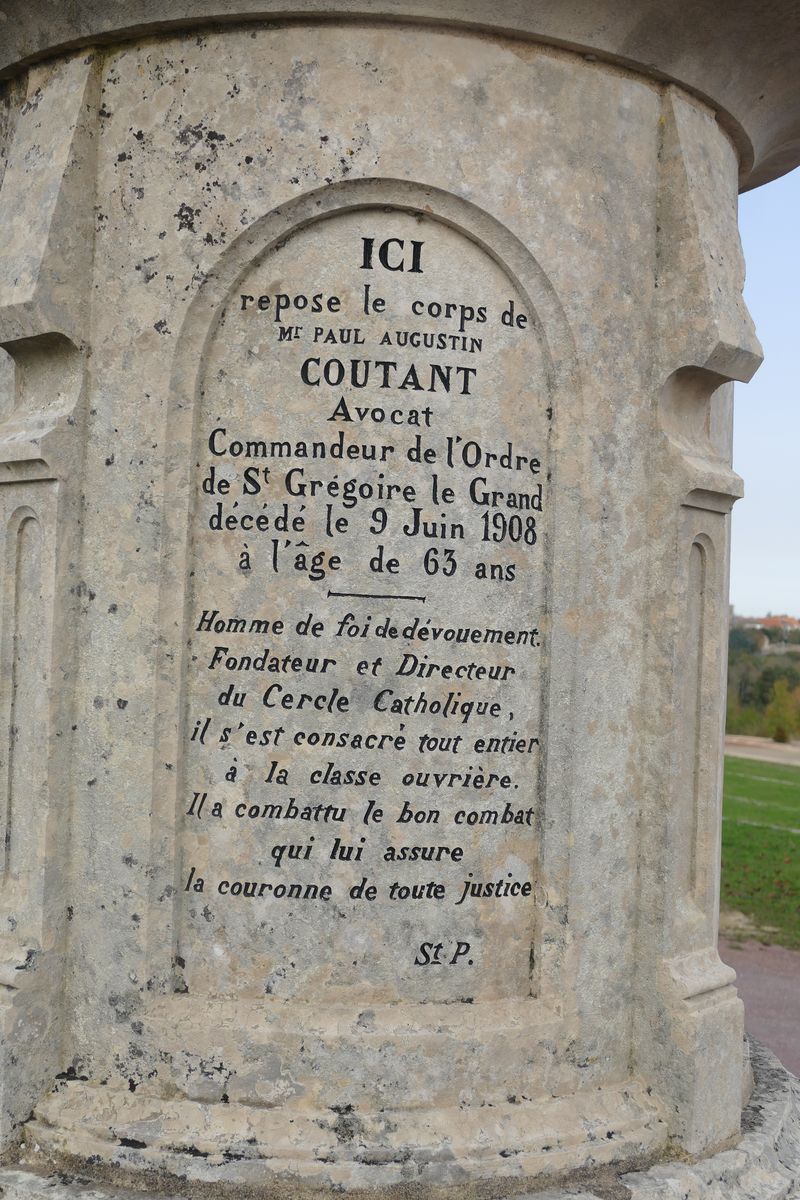 ICI
repose le corps de
Mr PAUL AUGUSTIN
COUTANT
Avocat
Commandeur de l'Ordre
de St Grégoire le Grand
décédé le 9 Juin 1908
à l'âge de 63 ans
Homme de foi de dévouement.
Fondateur et Directeur
du Cercle Catholique,
il s'est consacré tout entier
à la classe ouvrière.
Il a combattu le bon combat
qui lui assure
la couronne de toute justice
St P.